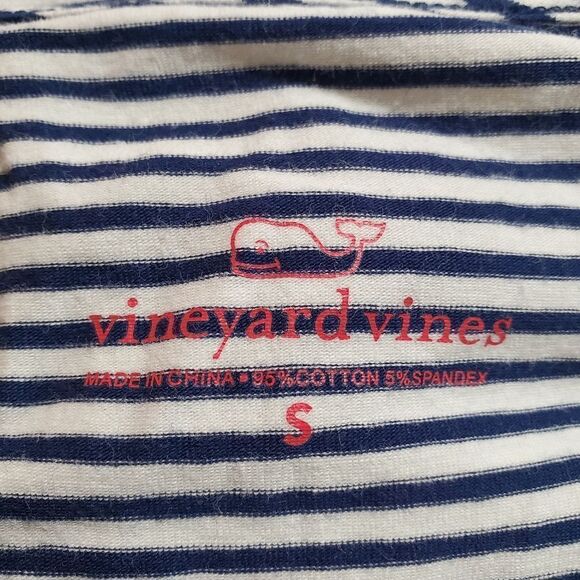 vineyard vines
MADE IN CHINA • 95% COTTON 5% SPANDEX
S